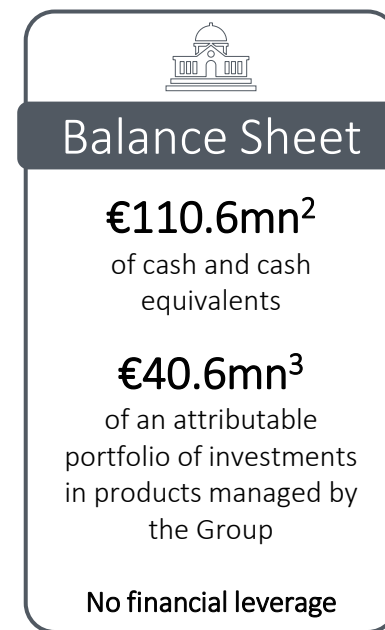 Balance Sheet
€110.6mn²
of cash and cash
equivalents
€40.6mn³
of an attributable
portfolio of investments
in products managed by
the Group
No financial leverage